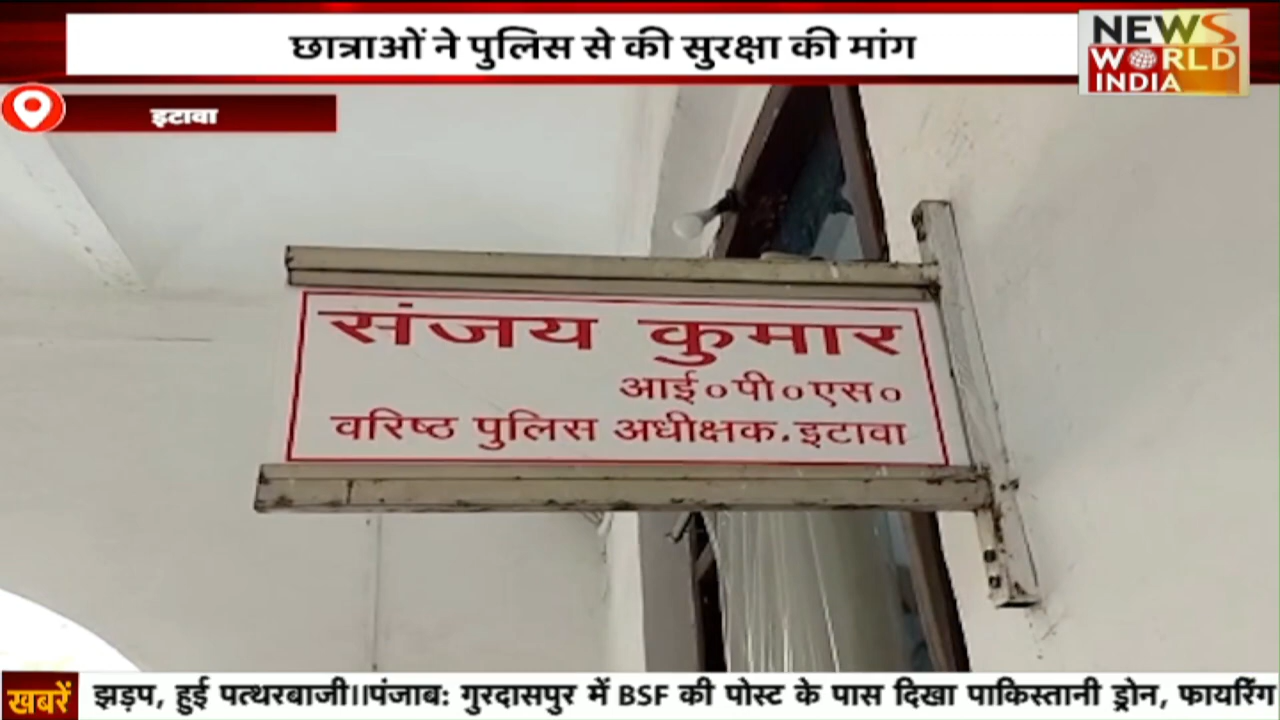 छात्राओं ने पुलिस से की सुरक्षा की मांग
NEWS
WORLD
INDIA
इटावा
संजय कुमार
आई०पी०एस०
वरिष्ठ पुलिस अधीक्षक.इटावा
खबरें
झड़प, हुई पत्थरबाजी।।पंजाब: गुरदासपुर में BSF की पोस्ट के पास दिखा पाकिस्तानी ड्रोन, फायरिंग